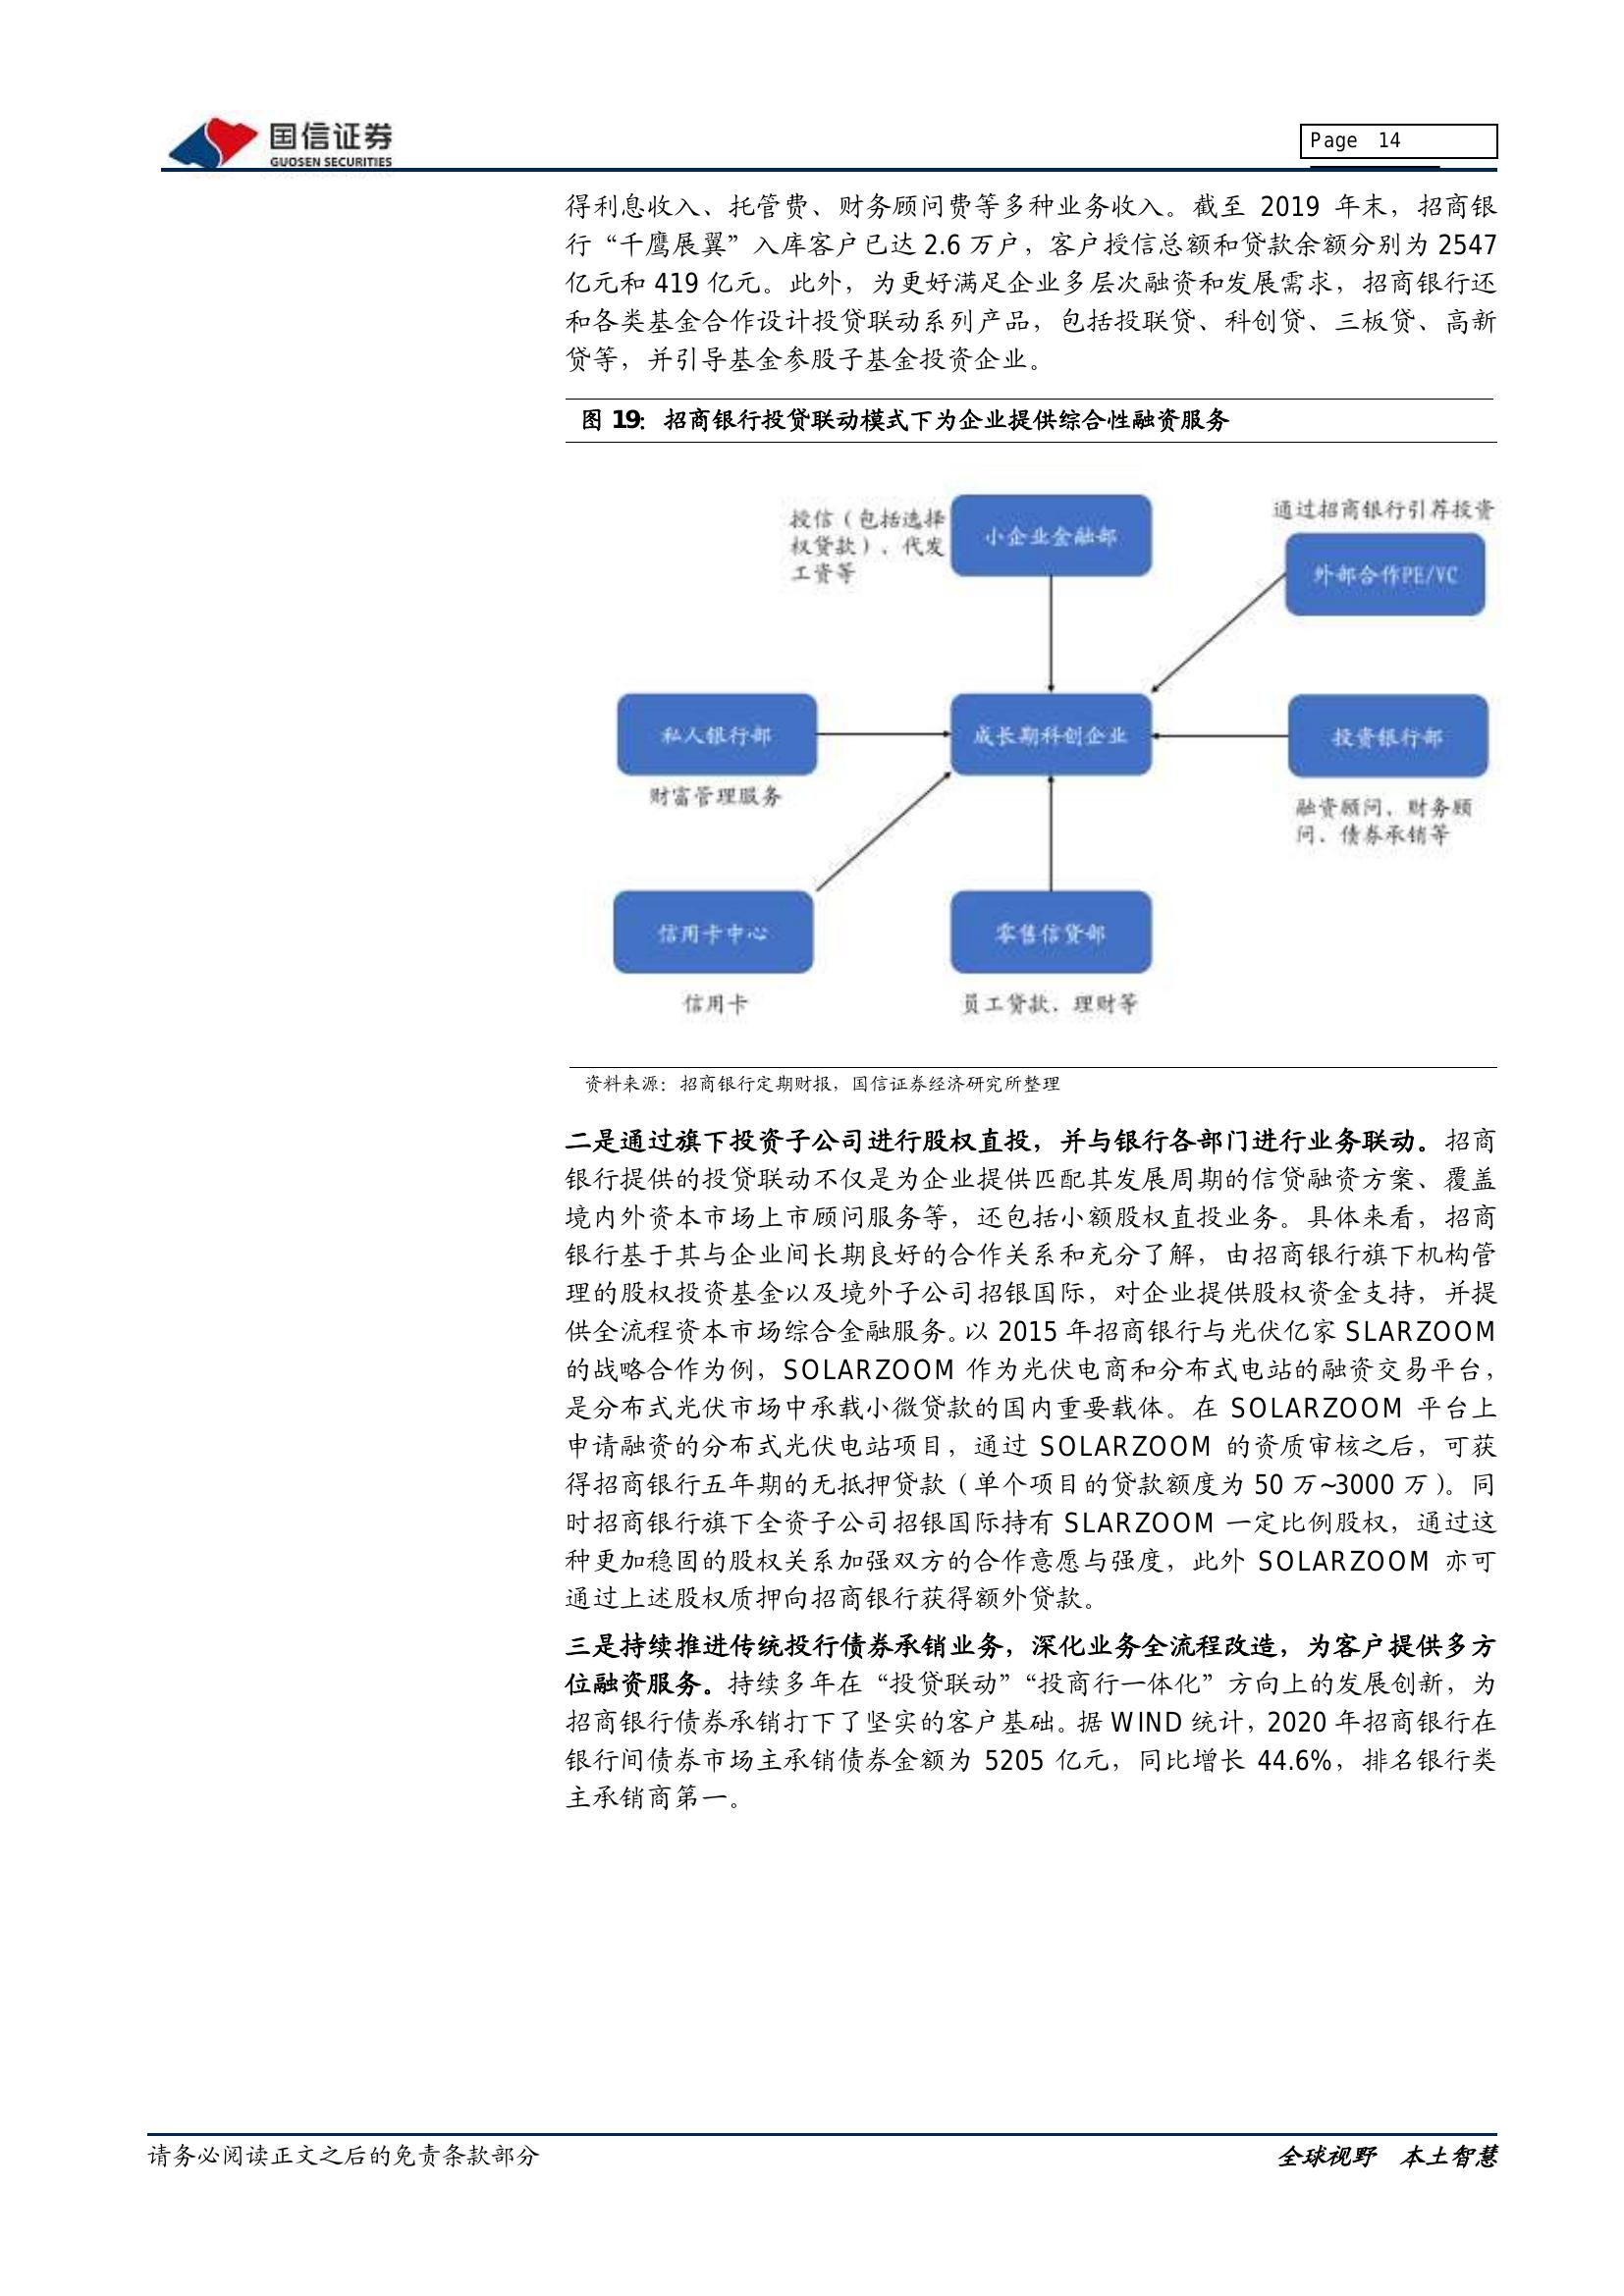 国信证券
GUOSEN SECURITIES
Page 14
得利息收入、托管费、财务顾问费等多种业务收入。截至 2019 年末，招商银
行“千鹰展翼”入库客户已达 2.6 万户，客户授信总额和贷款余额分别为 2547
亿元和 419 亿元。此外，为更好满足企业多层次融资和发展需求，招商银行还
和各类基金合作设计投贷联动系列产品，包括投联贷、科创贷、三板贷、高新
贷等，并引导基金参股子基金投资企业。
图 19：招商银行投贷联动模式下为企业提供综合性融资服务
授信（包括选择
权贷款）、代发
工资等
小企业金融部
通过招商银行引荐投资
外部合作PE/VC
私人银行部
财富管理服务
成长期科创企业
投资银行部
融资顾问、财务顾
问、债券承销等
信用卡中心
信用卡
零售信贷部
员工贷款、理财等
资料来源：招商银行定期财报，国信证券经济研究所整理
二是通过旗下投资子公司进行股权直投，并与银行各部门进行业务联动。招商
银行提供的投贷联动不仅是为企业提供匹配其发展周期的信贷融资方案、覆盖
境内外资本市场上市顾问服务等，还包括小额股权直投业务。具体来看，招商
银行基于其与企业间长期良好的合作关系和充分了解，由招商银行旗下机构管
理的股权投资基金以及境外子公司招银国际，对企业提供股权资金支持，并提
供全流程资本市场综合金融服务。以 2015 年招商银行与光伏亿家 SLARZOOM
的战略合作为例，SOLARZOOM 作为光伏电商和分布式电站的融资交易平台，
是分布式光伏市场中承载小微贷款的国内重要载体。在 SOLARZOOM 平台上
申请融资的分布式光伏电站项目，通过 SOLARZOOM 的资质审核之后，可获
得招商银行五年期的无抵押贷款（单个项目的贷款额度为 50 万~3000 万）。同
时招商银行旗下全资子公司招银国际持有 SLARZOOM 一定比例股权，通过这
种更加稳固的股权关系加强双方的合作意愿与强度，此外 SOLARZOOM 亦可
通过上述股权质押向招商银行获得额外贷款。
三是持续推进传统投行债券承销业务，深化业务全流程改造，为客户提供多方
位融资服务。持续多年在“投贷联动”“投商行一体化”方向上的发展创新，为
招商银行债券承销打下了坚实的客户基础。据 WIND 统计，2020 年招商银行在
银行间债券市场主承销债券金额为 5205 亿元，同比增长 44.6%，排名银行类
主承销商第一。
请务必阅读正文之后的免责条款部分
全球视野 本土智慧